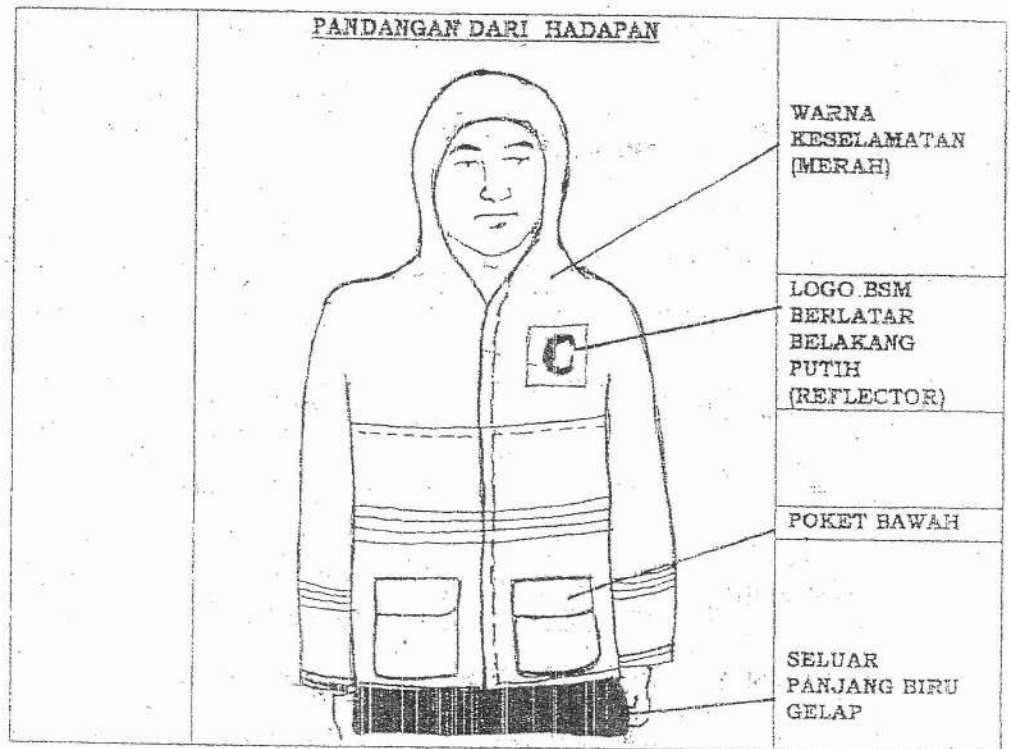 PANDANGAN DARI HADAPAN
WARNA
KESELAMATAN
(MERAH)
LOGO BSM
BERLATAR
BELAKANG
PUTIH
(REFLECTOR)
POKET BAWAH
SELUAR
PANJANG BIRU
GELAP